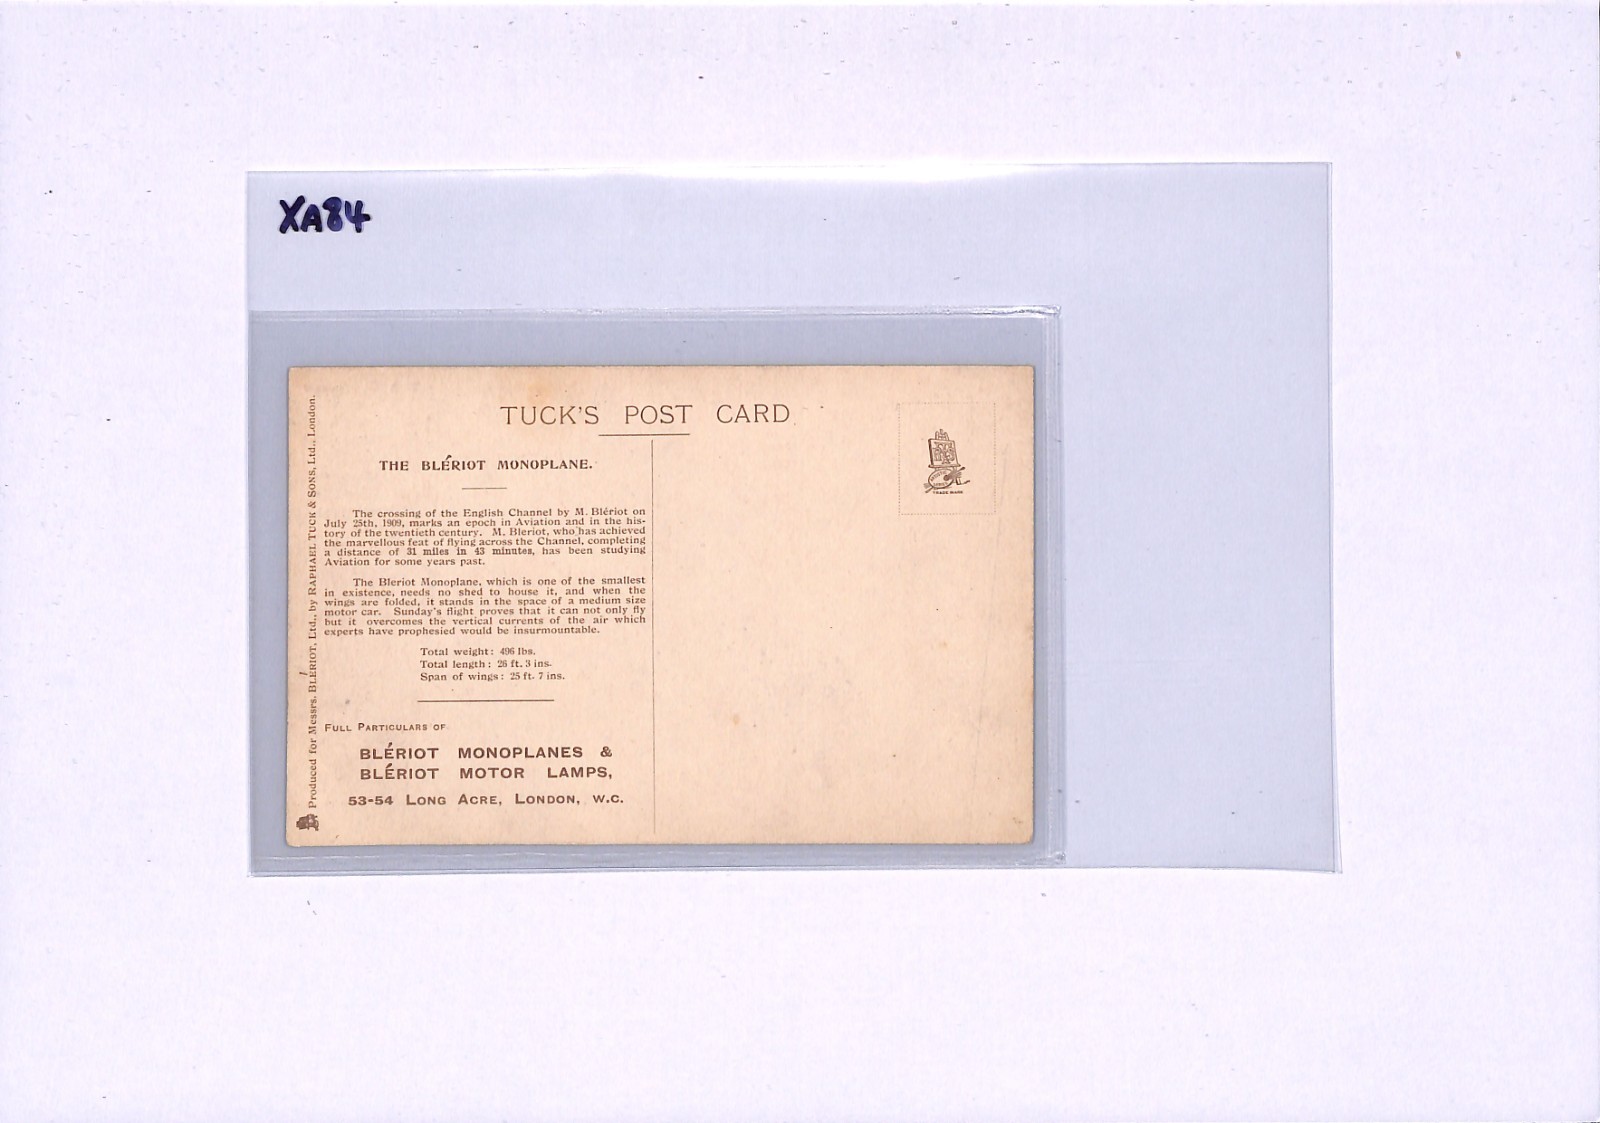 XA84
TUCK'S POST CARD
THE BLÉRIOT MONOPLANE.
The crossing of the English Channel by M. Blériot on
July 25th, 1909, marks an epoch in Aviation and in the his-
tory of the twentieth century. M. Bleriot, who has achieved
the marvellous feat of flying across the Channel, completing
a distance of 31 miles in 43 minutes, has been studying
Aviation for some years past.
The Bleriot Monoplane, which is one of the smallest
in existence, needs no shed to house it, and when the
wings are folded, it stands in the space of a medium size
motor car. Sunday's flight proves that it can not only fly
but it overcomes the vertical currents of the air which
experts have prophesied would be insurmountable.
Total weight: 496 lbs.
Total length: 26 ft. 3 ins.
Span of wings: 25 ft. 7 ins.
FULL PARTICULARS OF
BLÉRIOT MONOPLANES &
BLÉRIOT MOTOR LAMPS,
53-54 LONG ACRE, LONDON, W.C.
Produced for Messrs. BLÉRIOT, Ltd., by RAPHAEL TUCK & SONS, Ltd., London.
TRADE MARK